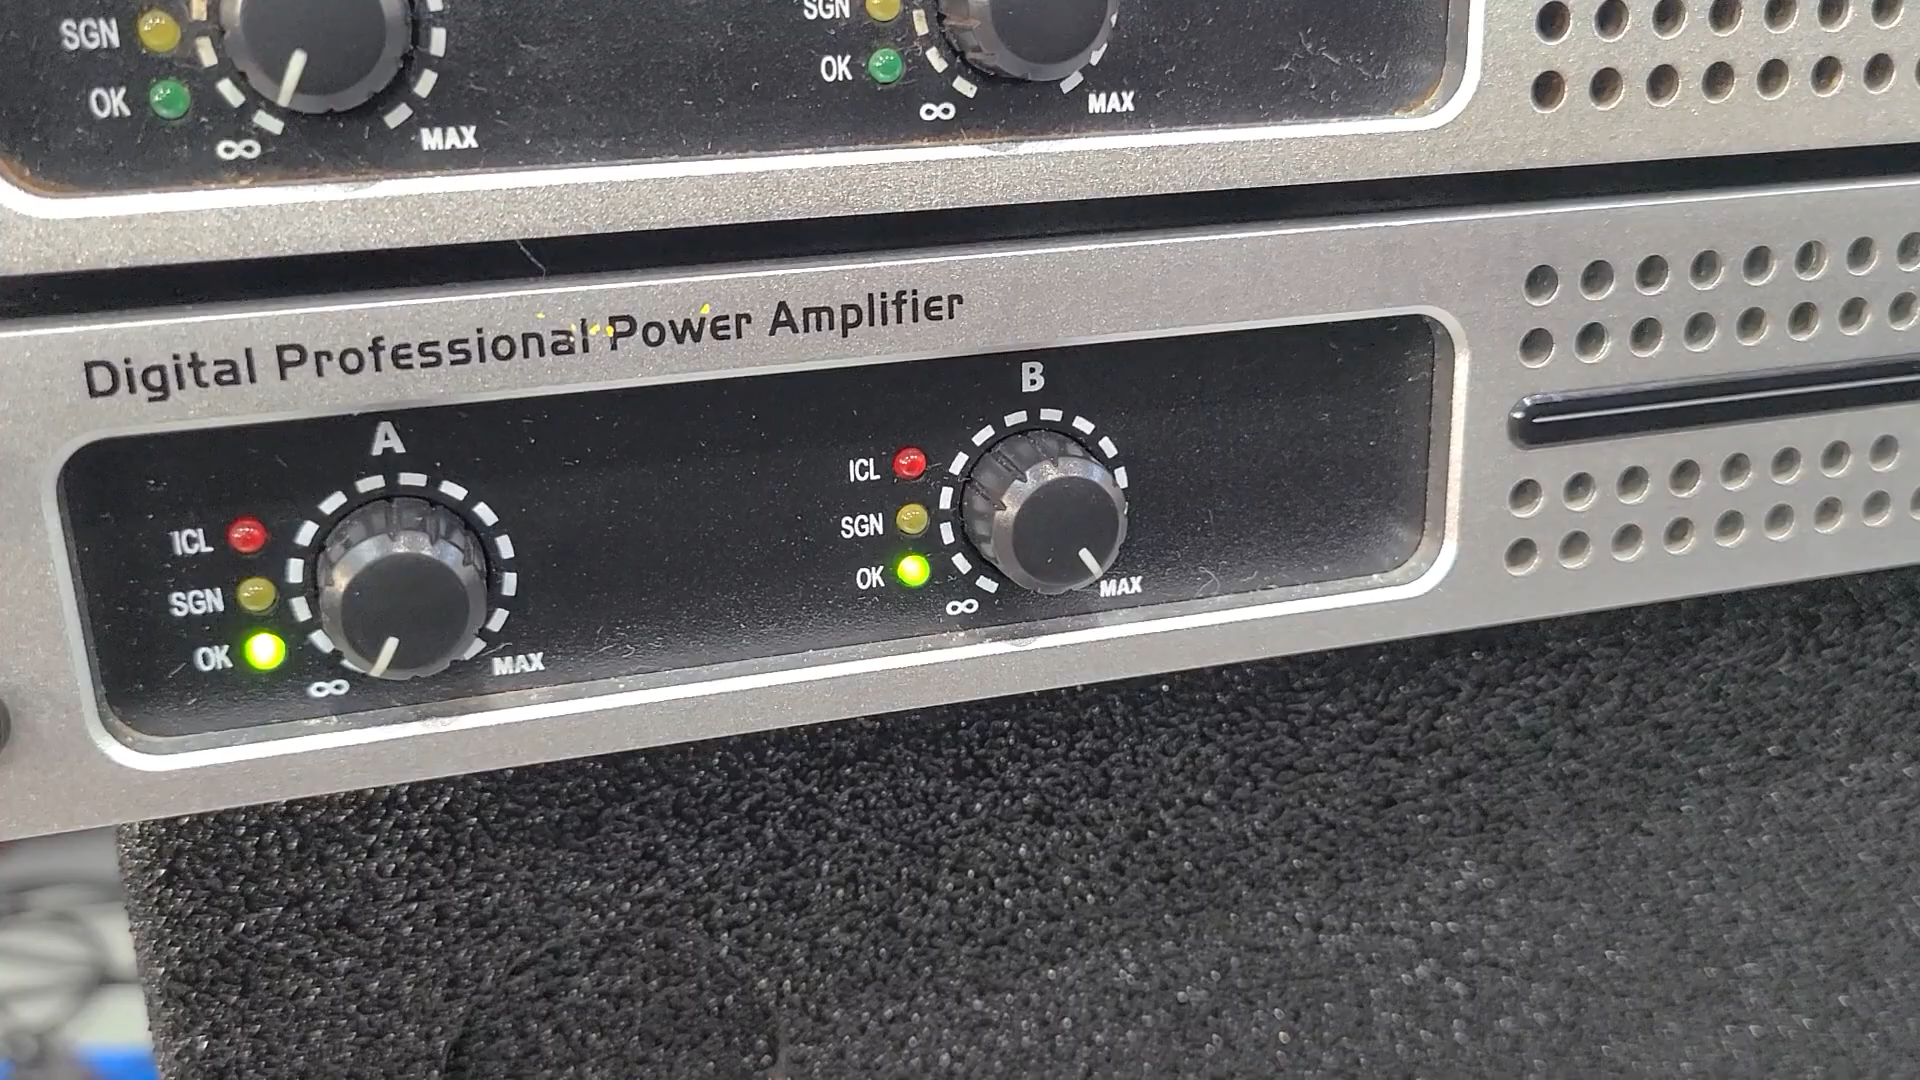 SGN
OK
∞
MAX
SGN
OK
∞
MAX
Digital Professional Power Amplifier
A
ICL
SGN
OK
∞
MAX
B
ICL
SGN
OK
∞
MAX